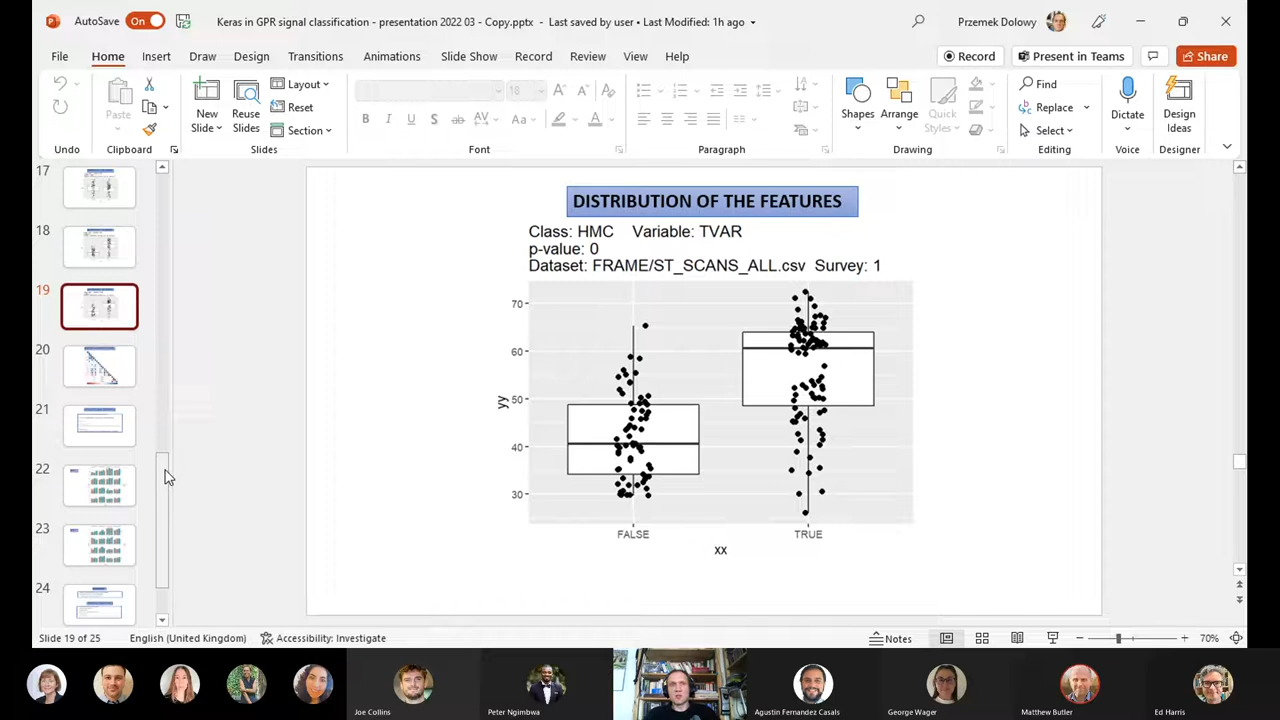 AutoSave On Keras in GPR signal classification - presentation 2022 03 - Copy.pptx - Last saved by user • Last Modified: 1h ago Przemek Dolowy
File Home Insert Draw Design Transitions Animations Slide Show Record Review View Help Record Present in Teams Share
Layout
Reset
Section
Paste
New Slide
Reuse Slides
18
Shapes
Arrange
Quick Styles
Find
Replace
Select
Dictate
Design Ideas
Undo Clipboard Slides Font Paragraph Drawing Editing Voice Designer
17
18
19
20
21
22
23
24
DISTRIBUTION OF THE FEATURES
Class: HMC Variable: TVAR
p-value: 0
Dataset: FRAME/ST_SCANS_ALL.csv Survey: 1
70
60
50
40
30
yy
FALSE TRUE
xx
Slide 19 of 25 English (United Kingdom) Accessibility: Investigate Notes 70%
Joe Collins Peter Ngimbwa Agustin Fernandez Casals George Wager Matthew Butler Ed Harris